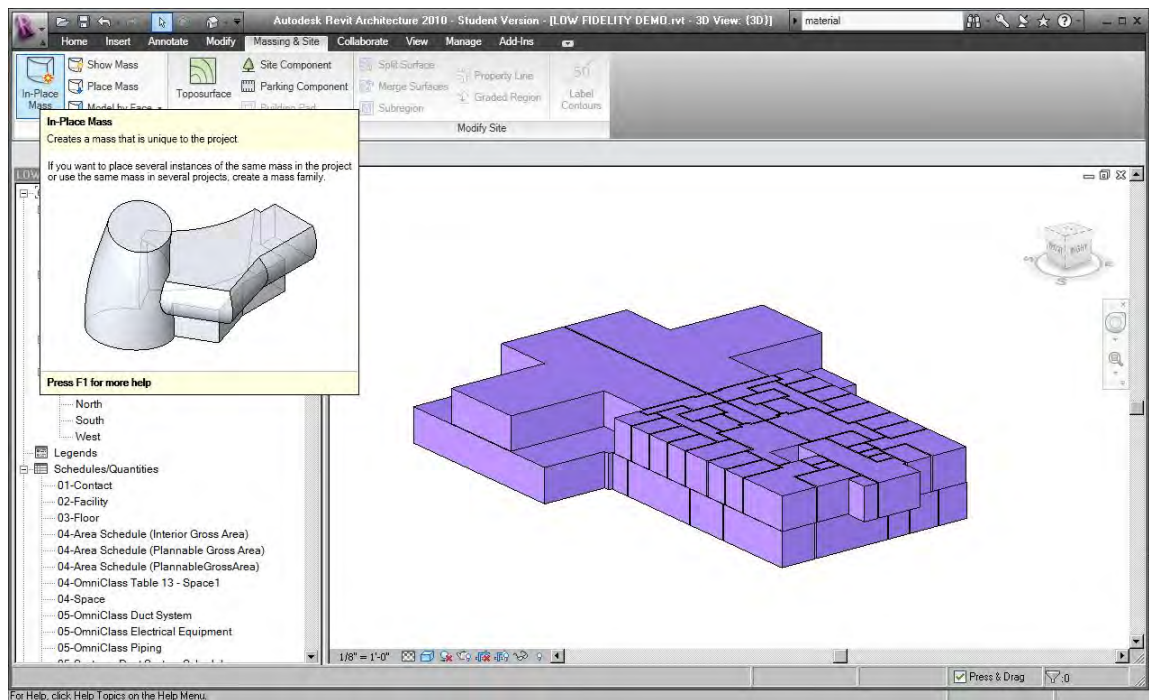 Autodesk Revit Architecture 2010 - Student Version - [LOW FIDELITY DEMO.rvt - 3D View: {3D}]
material
Home Insert Annotate Modify Massing & Site Collaborate View Manage Add-Ins
In-Place Mass
Show Mass
Place Mass
Model by Face
Toposurface
Site Component
Parking Component
Building Pad
Split Surface
Merge Surfaces
Subregion
Property Line
Graded Region
Label Contours
Modify Site
In-Place Mass
Creates a mass that is unique to the project.
If you want to place several instances of the same mass in the project
or use the same mass in several projects, create a mass family.
Press F1 for more help
LOW
North
South
West
Legends
Schedules/Quantities
01-Contact
02-Facility
03-Floor
04-Area Schedule (Interior Gross Area)
04-Area Schedule (Plannable Gross Area)
04-Area Schedule (PlannableGrossArea)
04-OmniClass Table 13 - Space1
04-Space
05-OmniClass Duct System
05-OmniClass Electrical Equipment
05-OmniClass Piping
RIGHT
1/8" = 1'-0"
Press & Drag
:0
For Help, click Help Topics on the Help Menu.